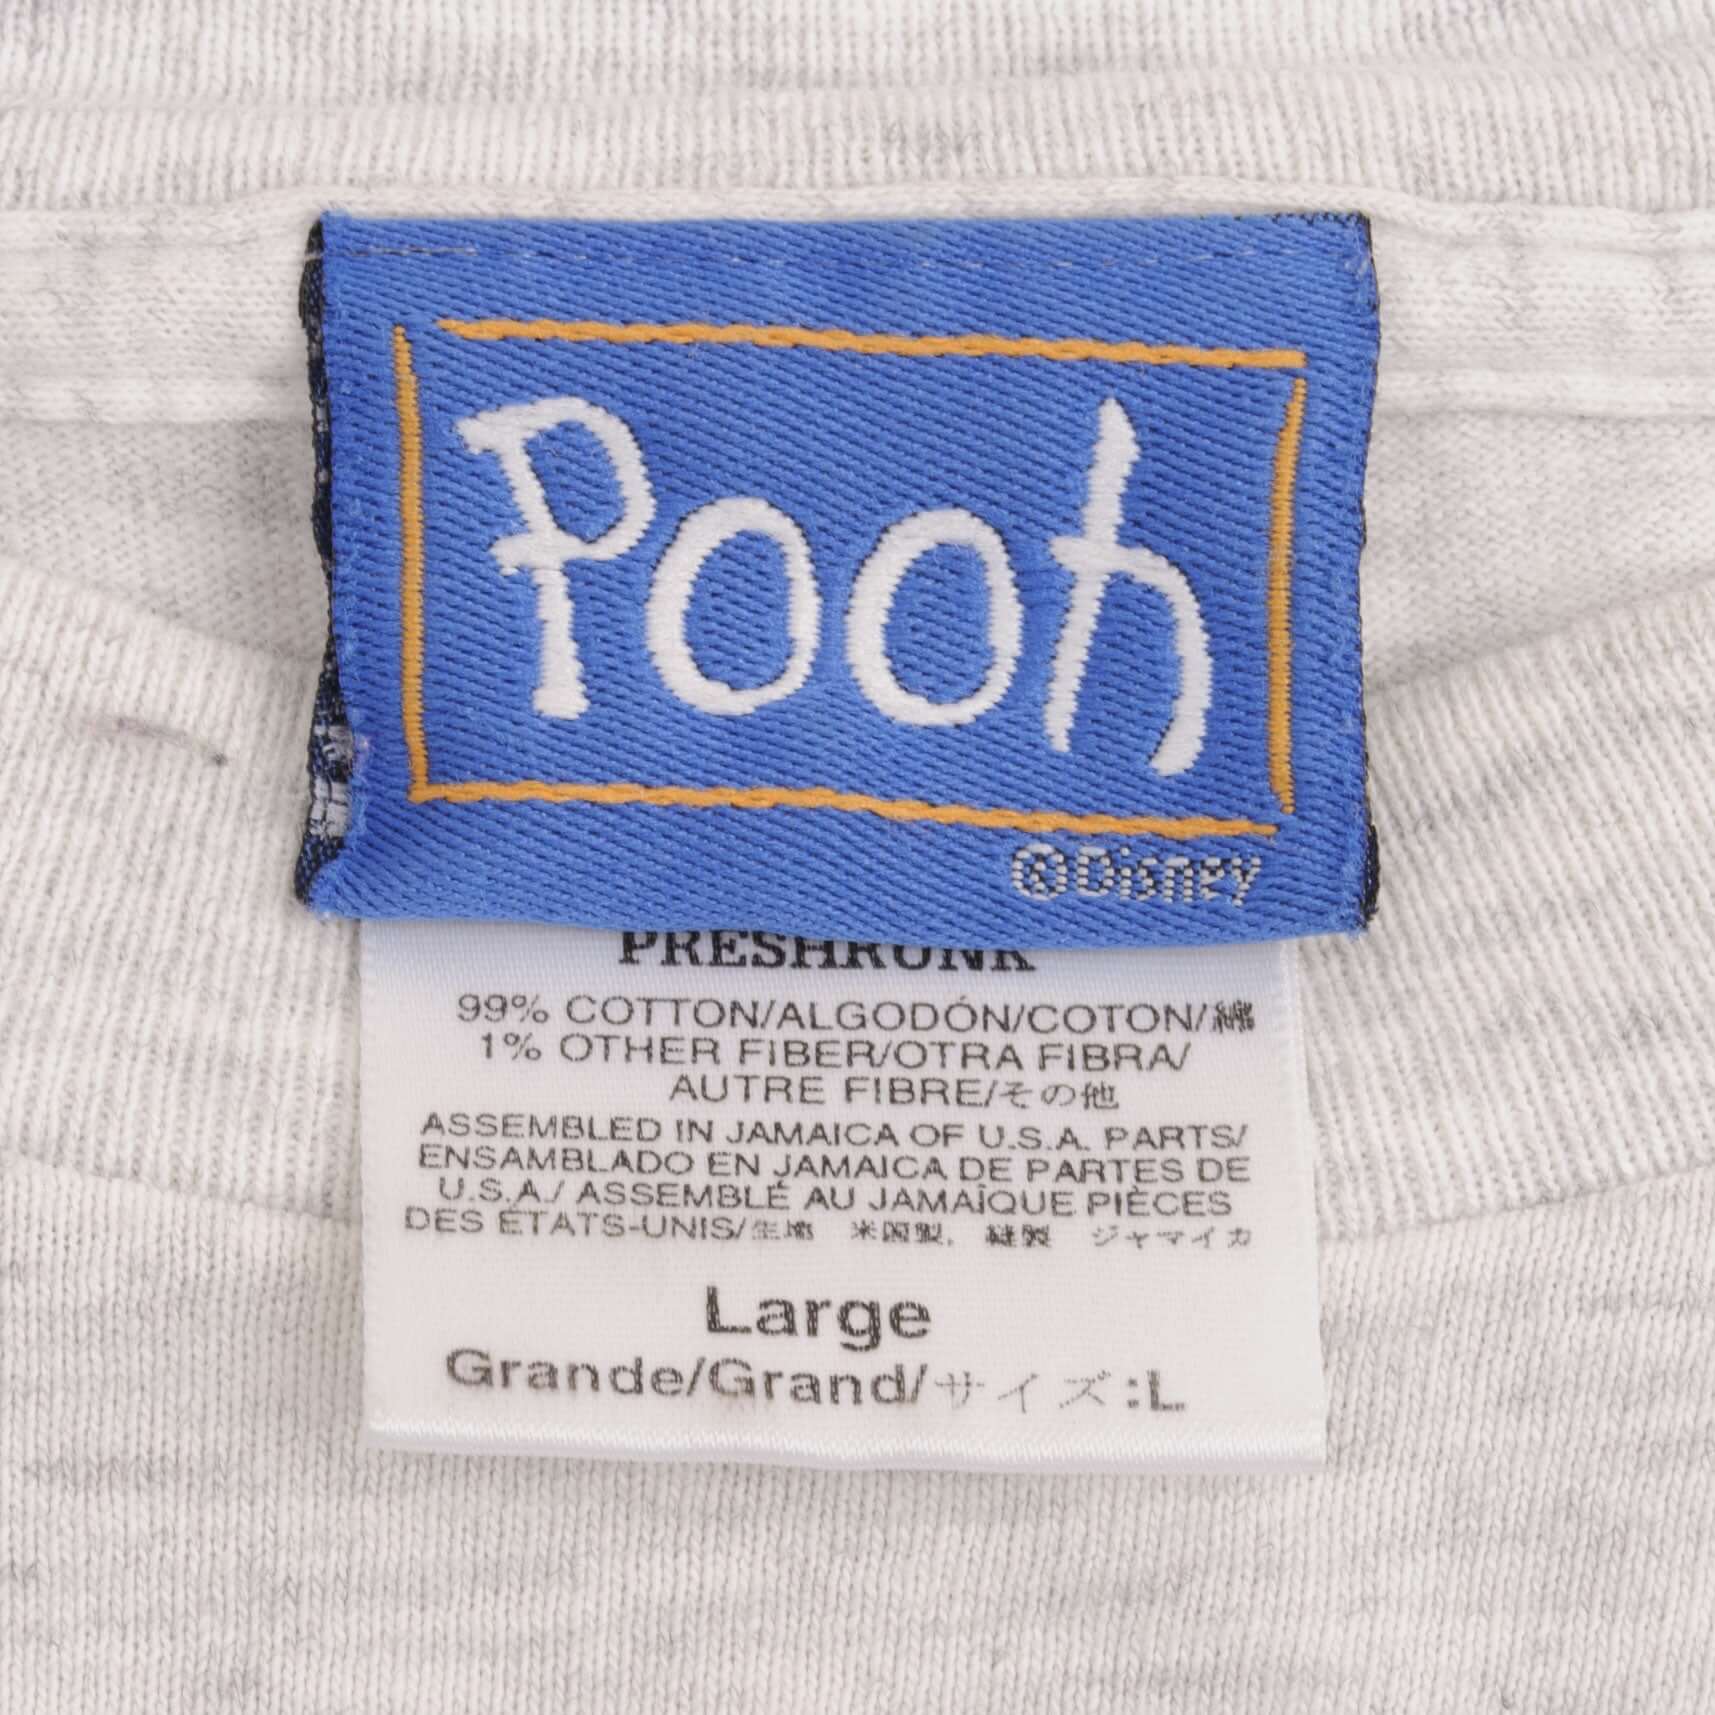 Pooh
©Disney
PRESHRUNK
99% COTTON/ALGODÓN/COTON/綿
1% OTHER FIBER/OTRA FIBRA/
AUTRE FIBRE/その他
ASSEMBLED IN JAMAICA OF U.S.A. PARTS/
ENSAMBLADO EN JAMAICA DE PARTES DE
U.S.A./ ASSEMBLÉ AU JAMAÏQUE PIÈCES
DES ÉTATS-UNIS/生地 米国製, 縫製 ジャマイカ
Large
Grande/Grand/サイズ:L